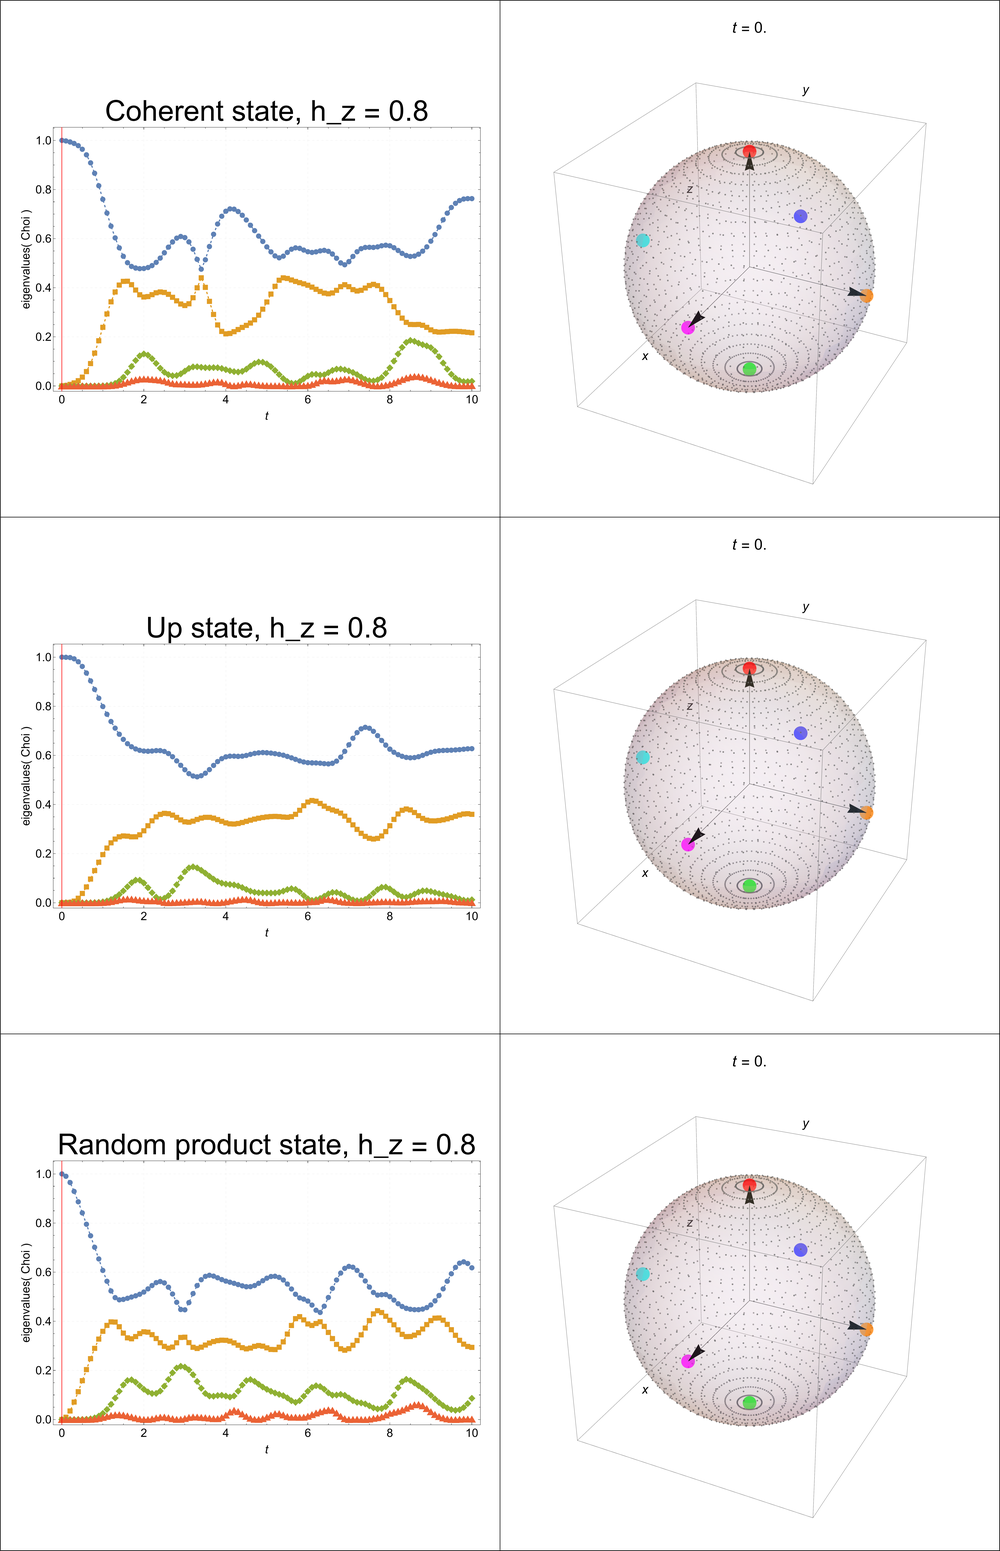 Coherent state, h_z = 0.8
eigenvalues( Choi )
1.0
0.8
0.6
0.4
0.2
0.0
0 2 4 6 8 10
t
t = 0.
y
z
x
Up state, h_z = 0.8
eigenvalues( Choi )
1.0
0.8
0.6
0.4
0.2
0.0
0 2 4 6 8 10
t
t = 0.
y
z
x
Random product state, h_z = 0.8
eigenvalues( Choi )
1.0
0.8
0.6
0.4
0.2
0.0
0 2 4 6 8 10
t
t = 0.
y
z
x